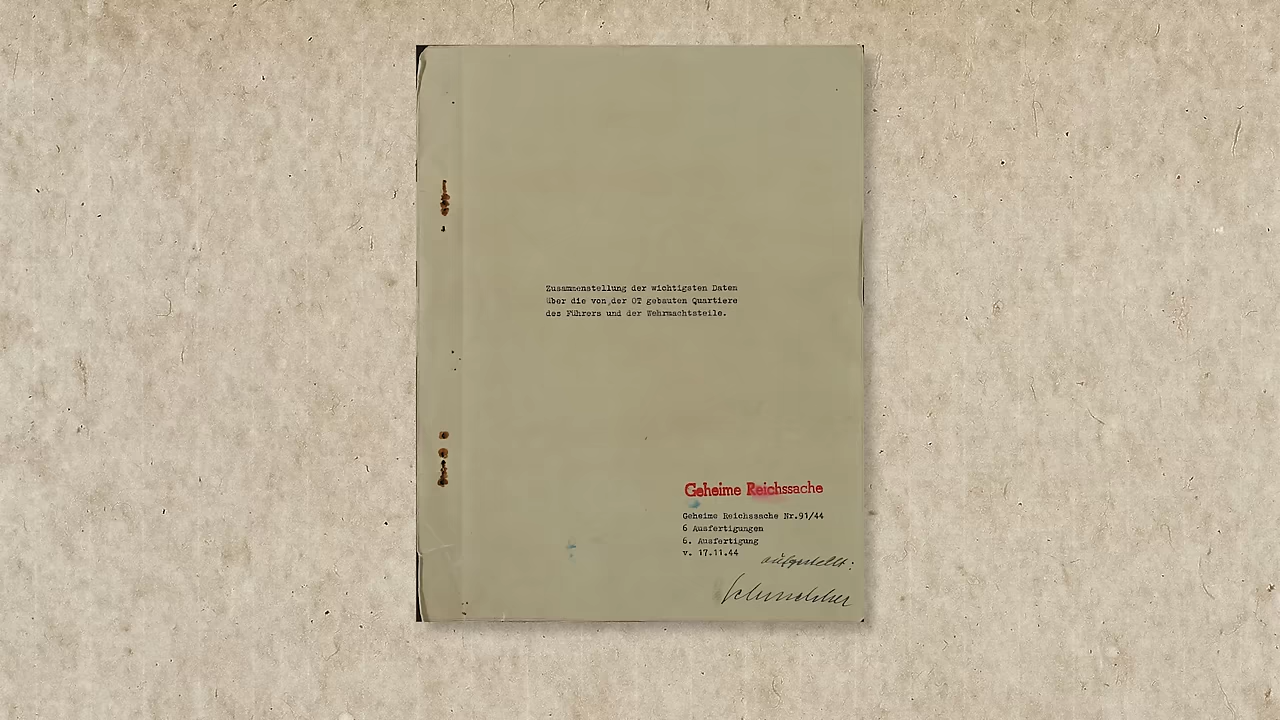 Zusammenstellung der wichtigsten Daten
über die von der OT gebauten Quartiere
des Führers und der Wehrmachtsteile.
Geheime Reichssache
Geheime Reichssache Nr.91/44
6 Ausfertigungen
6. Ausfertigung
v. 17.11.44
aufgestellt: